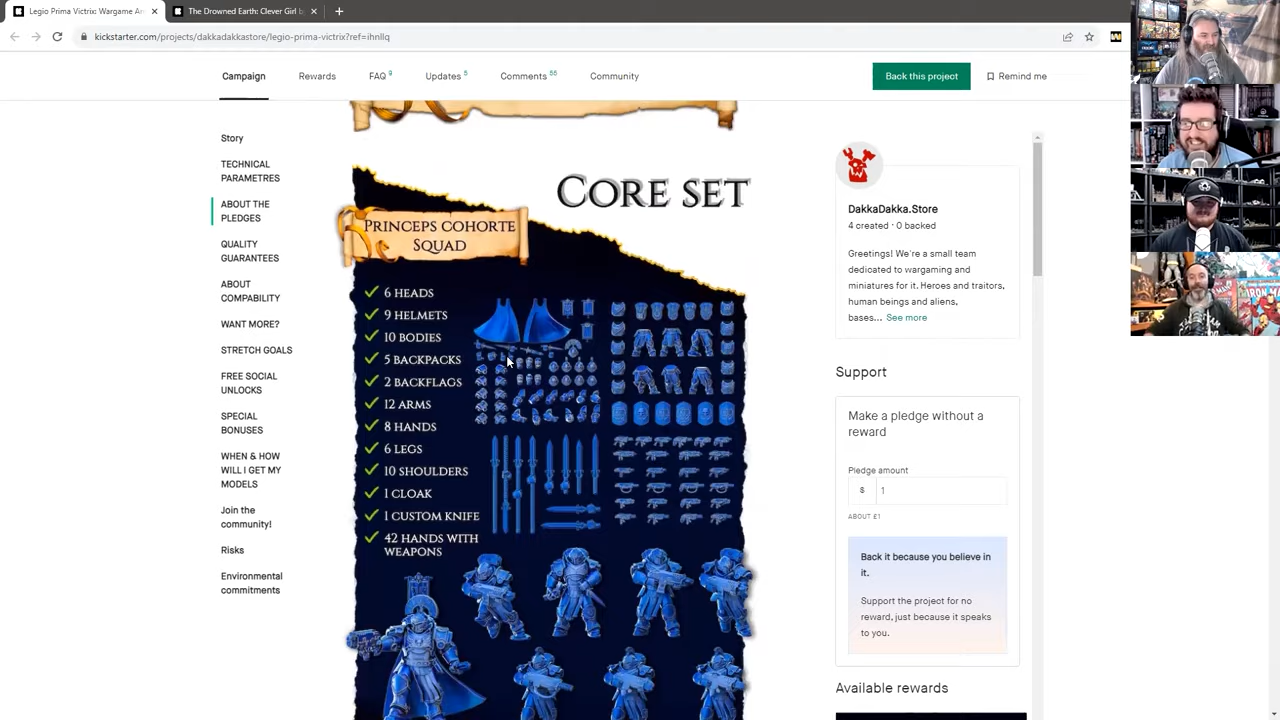 Legio Prima Victrix: Wargame Ar
The Drowned Earth: Clever Girl b
kickstarter.com/projects/dakkadakkastore/legio-prima-victrix?ref=ihnllq
Campaign
Rewards
FAQ 9
Updates 5
Comments
Community
Back this project
Remind me
Story
TECHNICAL
PARAMETRES
ABOUT THE
PLEDGES
QUALITY
GUARANTEES
ABOUT
COMPABILITY
WANT MORE?
STRETCH GOALS
FREE SOCIAL
UNLOCKS
SPECIAL
BONUSES
WHEN & HOW
WILL I GET MY
MODELS
Join the
community!
Risks
Environmental
commitments
CORE SET
PRINCEPS COHORTE
SQUAD
6 HEADS
9 HELMETS
10 BODIES
5 BACKPACKS
2 BACKFLAGS
12 ARMS
8 HANDS
6 LEGS
10 SHOULDERS
1 CLOAK
1 CUSTOM KNIFE
42 HANDS WITH
WEAPONS
DakkaDakka.Store
4 created · 0 backed
Greetings! We're a small team
dedicated to wargaming and
miniatures for it. Heroes and traitors,
human beings and aliens,
bases... See more
Support
Make a pledge without a
reward
Pledge amount
$ 1
ABOUT £1
Back it because you believe in
it.
Support the project for no
reward, just because it speaks
to you.
Available rewards
IRON MAN